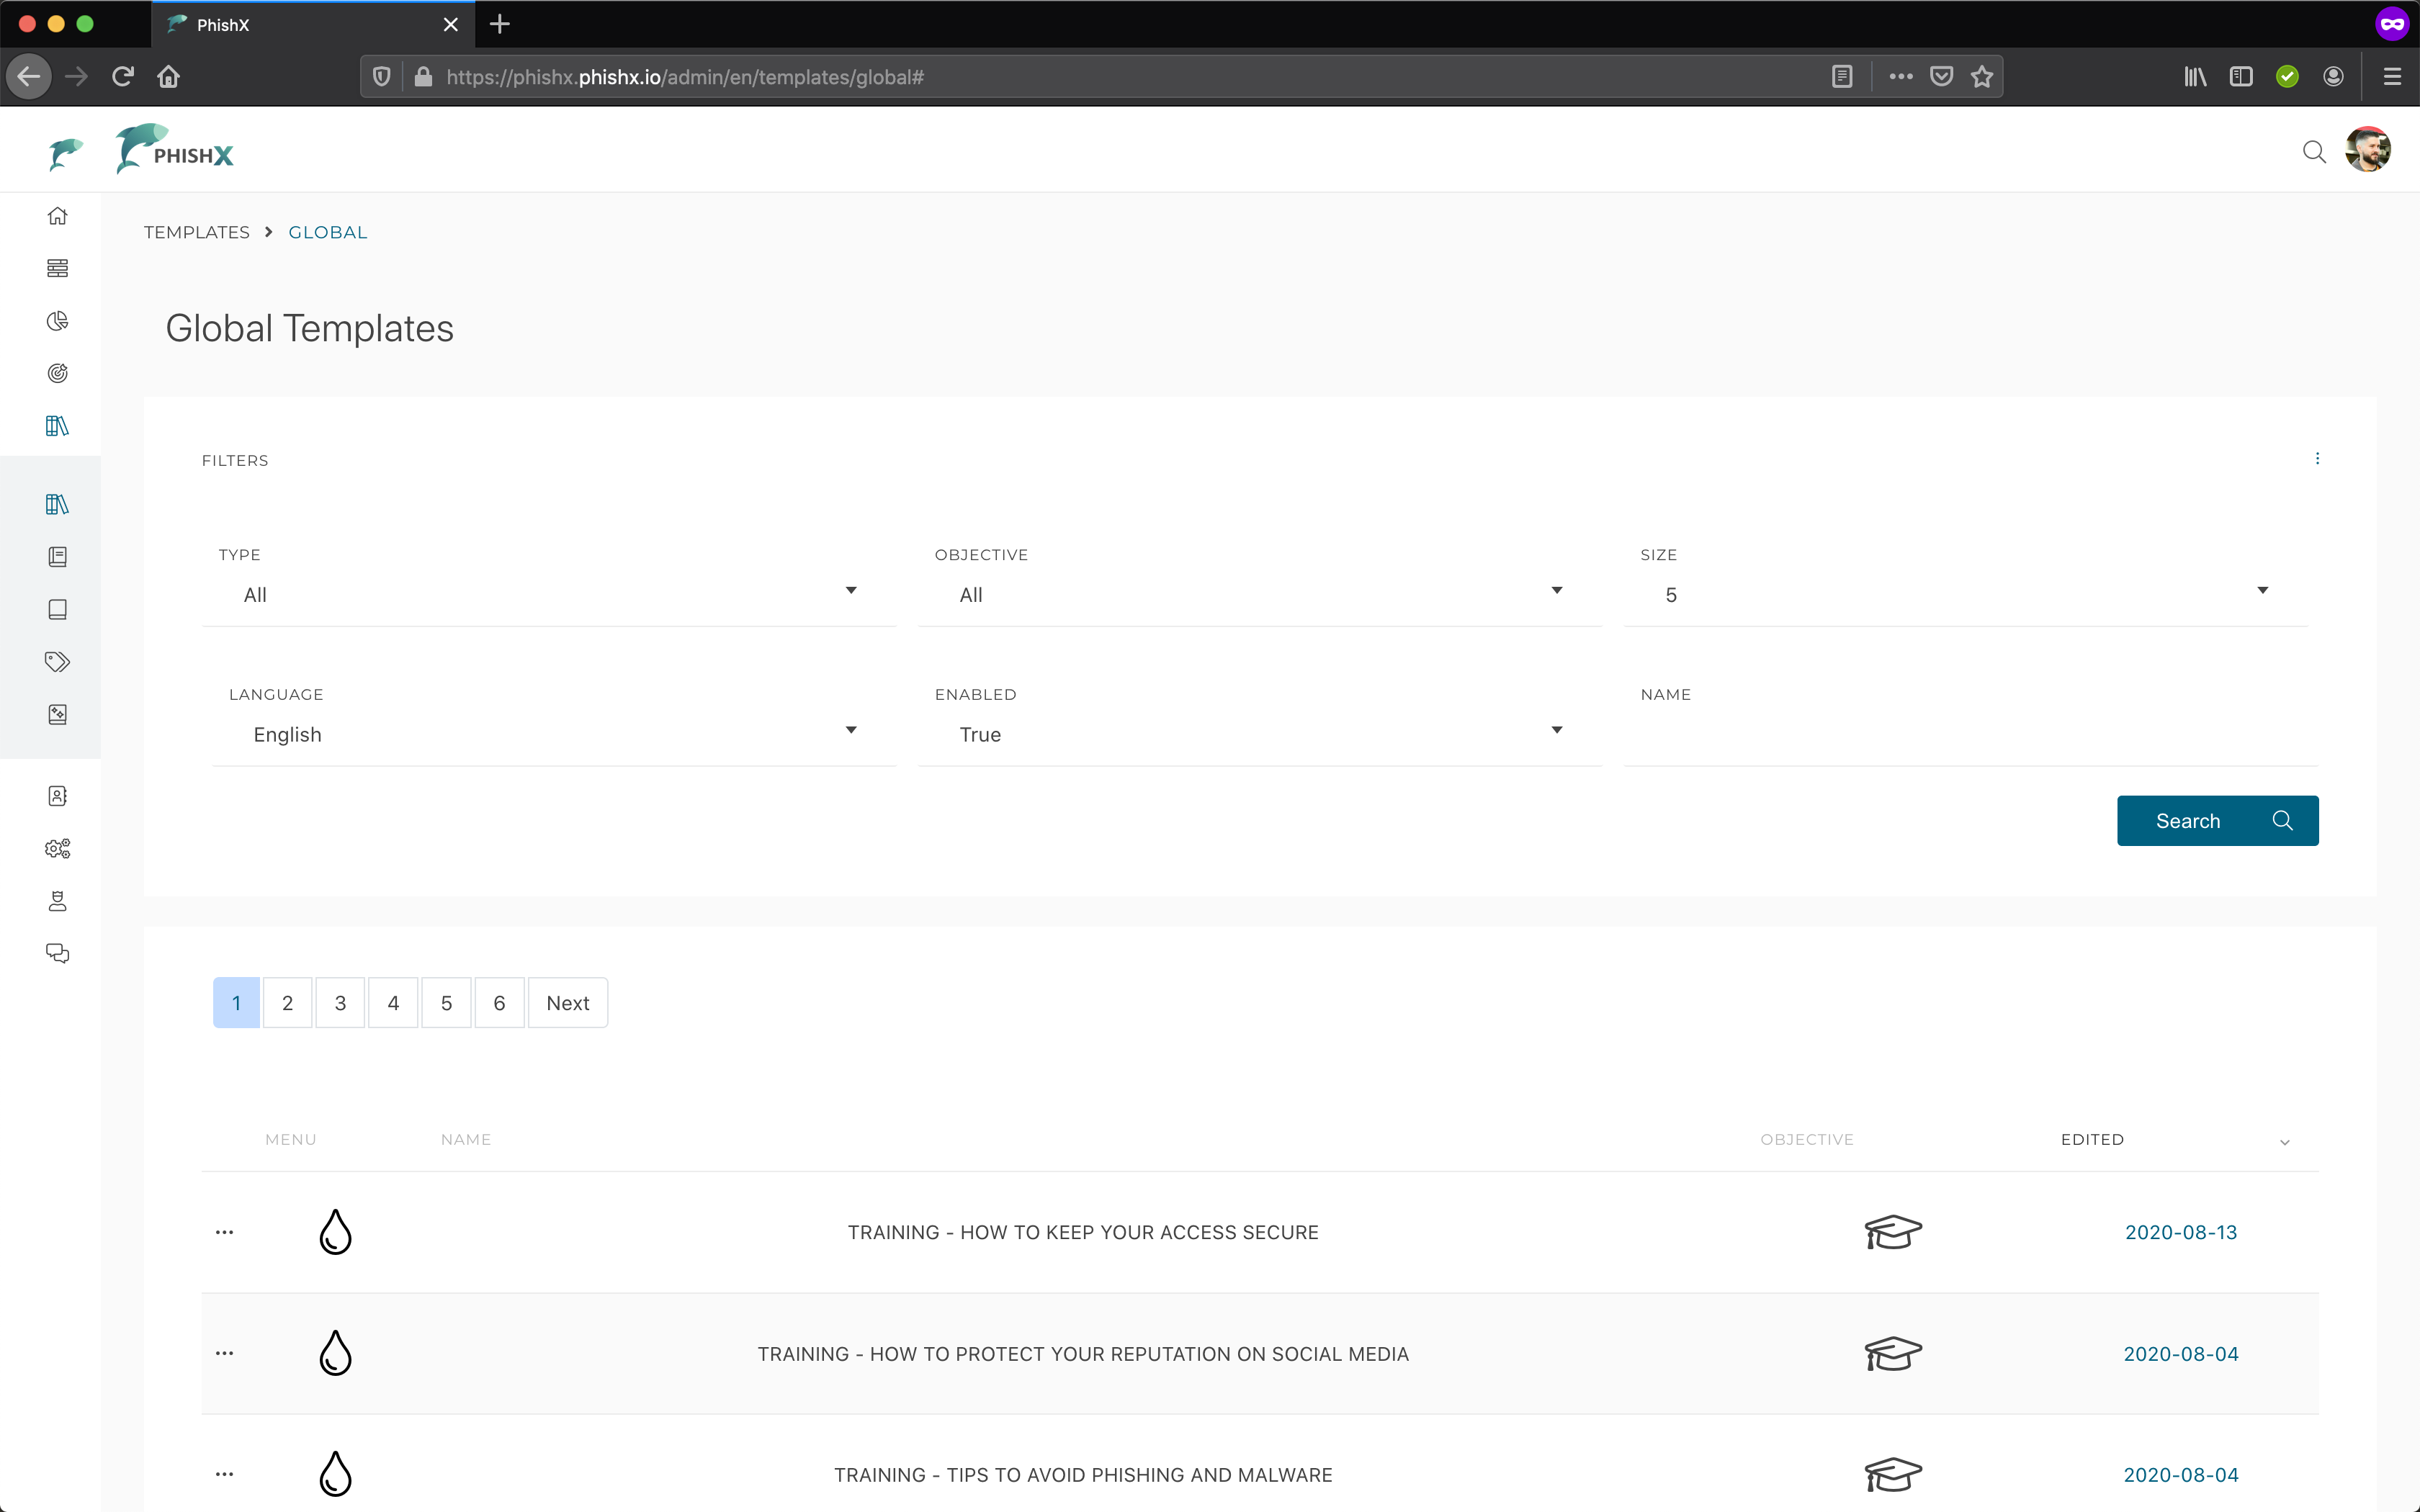 PhishX
https://phishx.phishx.io/admin/en/templates/global#
PHISHX
TEMPLATES > GLOBAL
Global Templates
FILTERS
TYPE OBJECTIVE SIZE
All All 5
LANGUAGE ENABLED NAME
English True
Search
1 2 3 4 5 6 Next
MENU NAME OBJECTIVE EDITED
TRAINING - HOW TO KEEP YOUR ACCESS SECURE 2020-08-13
TRAINING - HOW TO PROTECT YOUR REPUTATION ON SOCIAL MEDIA 2020-08-04
TRAINING - TIPS TO AVOID PHISHING AND MALWARE 2020-08-04